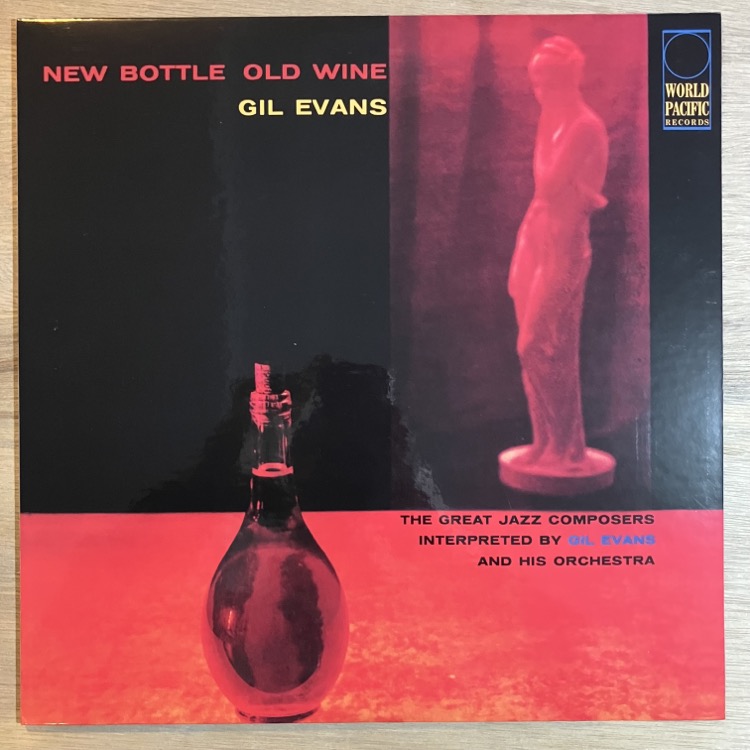 NEW BOTTLE OLD WINE
GIL EVANS
WORLD
PACIFIC
RECORDS
THE GREAT JAZZ COMPOSERS
INTERPRETED BY GIL EVANS
AND HIS ORCHESTRA